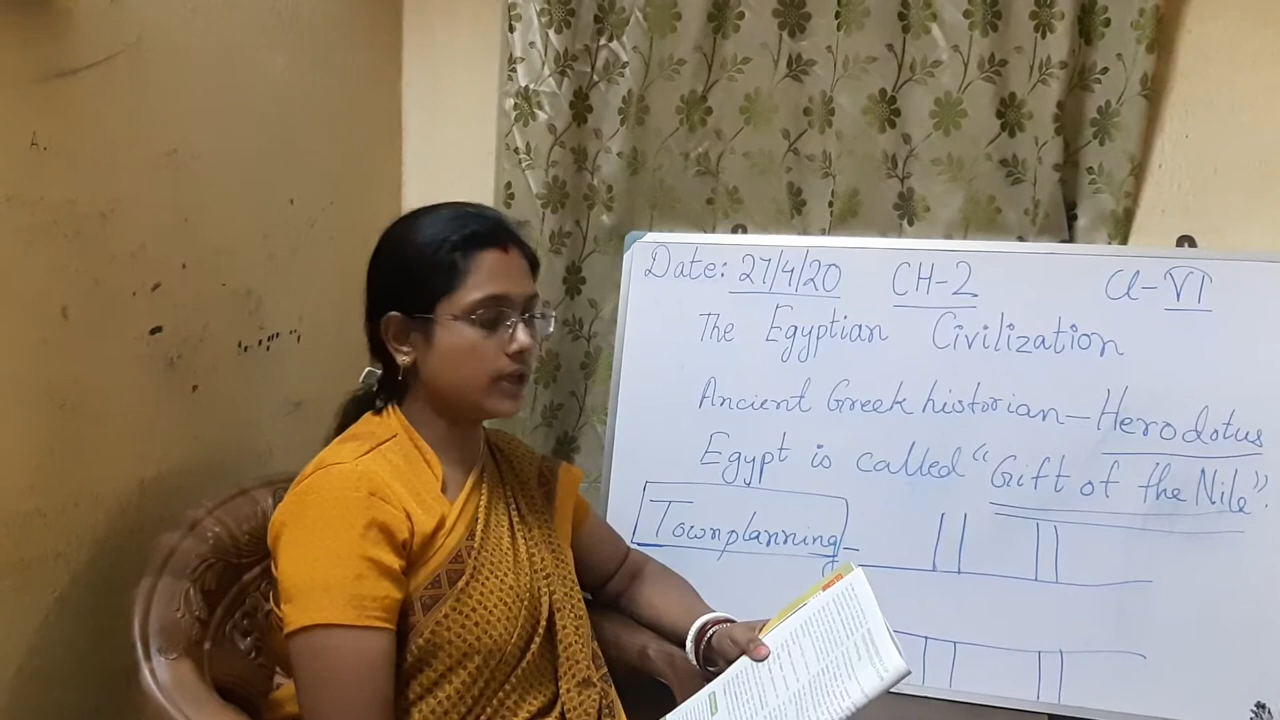 Date: 27/4/20 CH-2 Cl-VI
The Egyptian Civilization
Ancient Greek historian - Herodotus
Egypt is called "Gift of the Nile".
Townplanning -